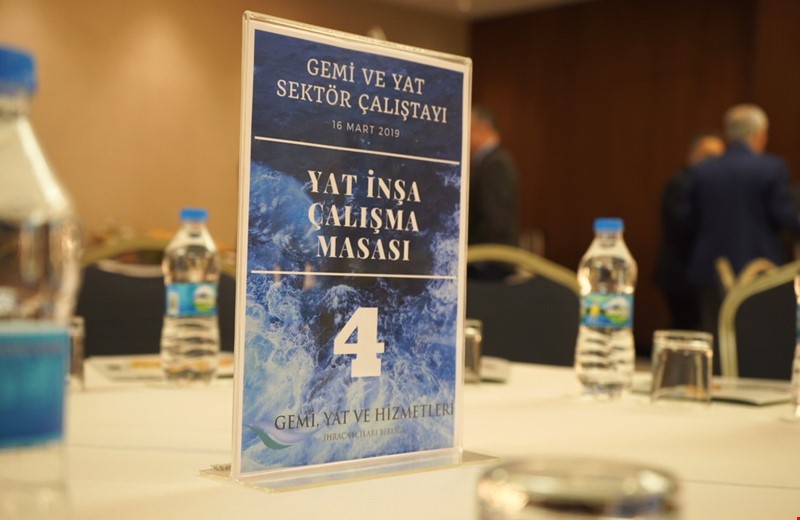 GEMİ VE YAT
SEKTÖR ÇALIŞTAYI
16 MART 2019
YAT İNŞA
ÇALIŞMA
MASASI
4
GEMİ, YAT VE HİZMETLERİ
İHRACATÇILARI BİRLİĞİ